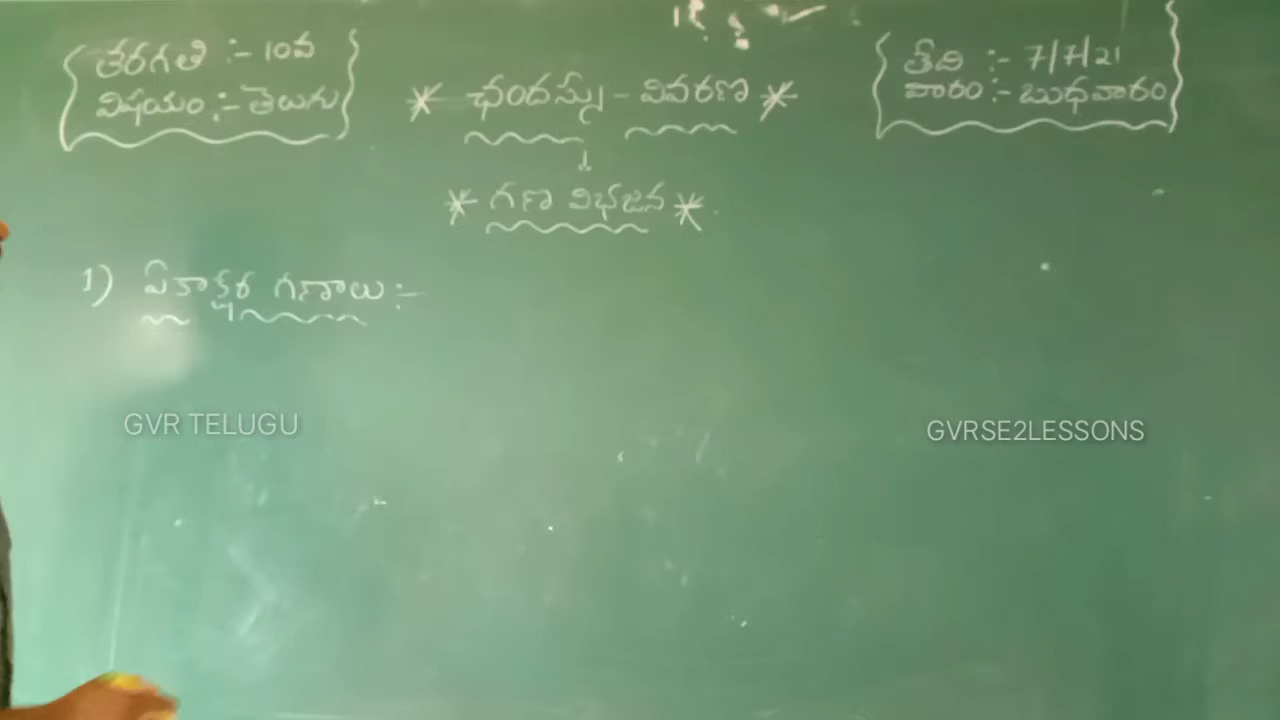 తరగతి :- 10వ
విషయం :- తెలుగు
* ఛందస్సు - వివరణ *
తేది :- 7/7/21
వారం :- బుధవారం
* గణ విభజన *
1) ఏకాక్షర గణాలు :-
GVR TELUGU
GVRSE2LESSONS